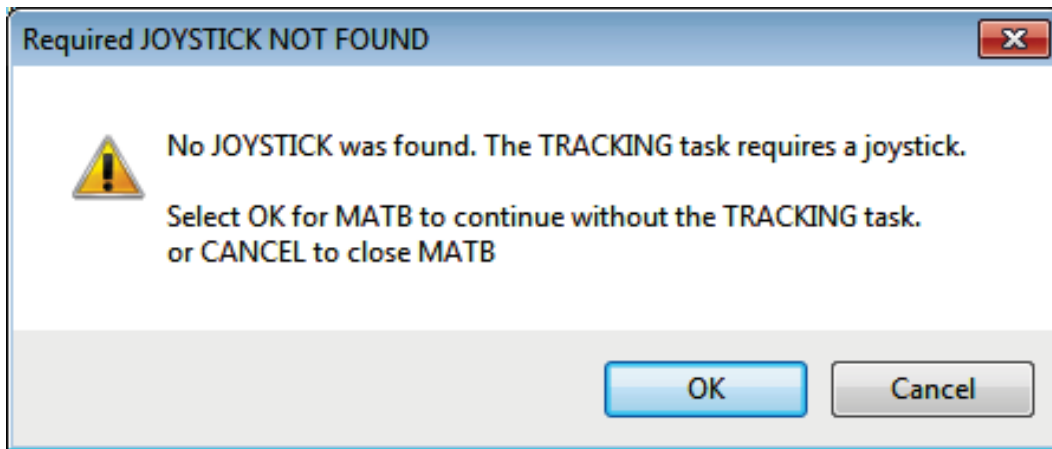 Required JOYSTICK NOT FOUND
No JOYSTICK was found. The TRACKING task requires a joystick.
Select OK for MATB to continue without the TRACKING task.
or CANCEL to close MATB
OK
Cancel